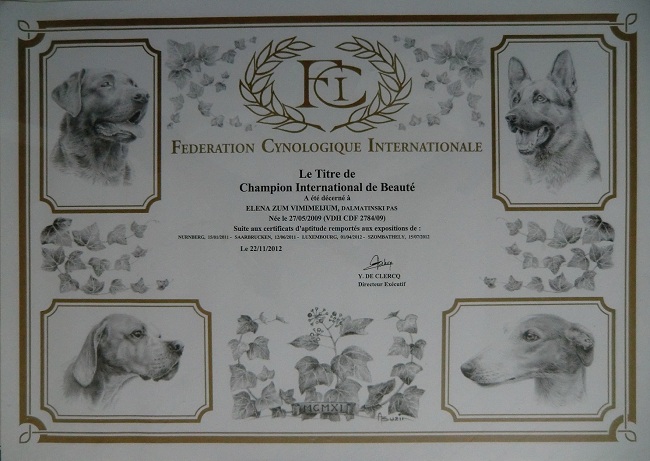 FCI
FEDERATION CYNOLOGIQUE INTERNATIONALE
Le Titre de
Champion International de Beauté
A été décerné à
ELENA ZUM VIMIMELIUM, DALMATINSKI PAS
Née le 27/05/2009 (VDH CDF 2784/09)
Suite aux certificats d'aptitude remportés aux expositions de :
NÜRNBERG, 15/01/2011 - SAARBRUCKEN, 12/06/2011 - LUXEMBOURG, 01/04/2012 - SZOMBATHELY, 15/07/2012
Le 22/11/2012
Y. DE CLERCQ
Directeur Exécutif
MCMXI